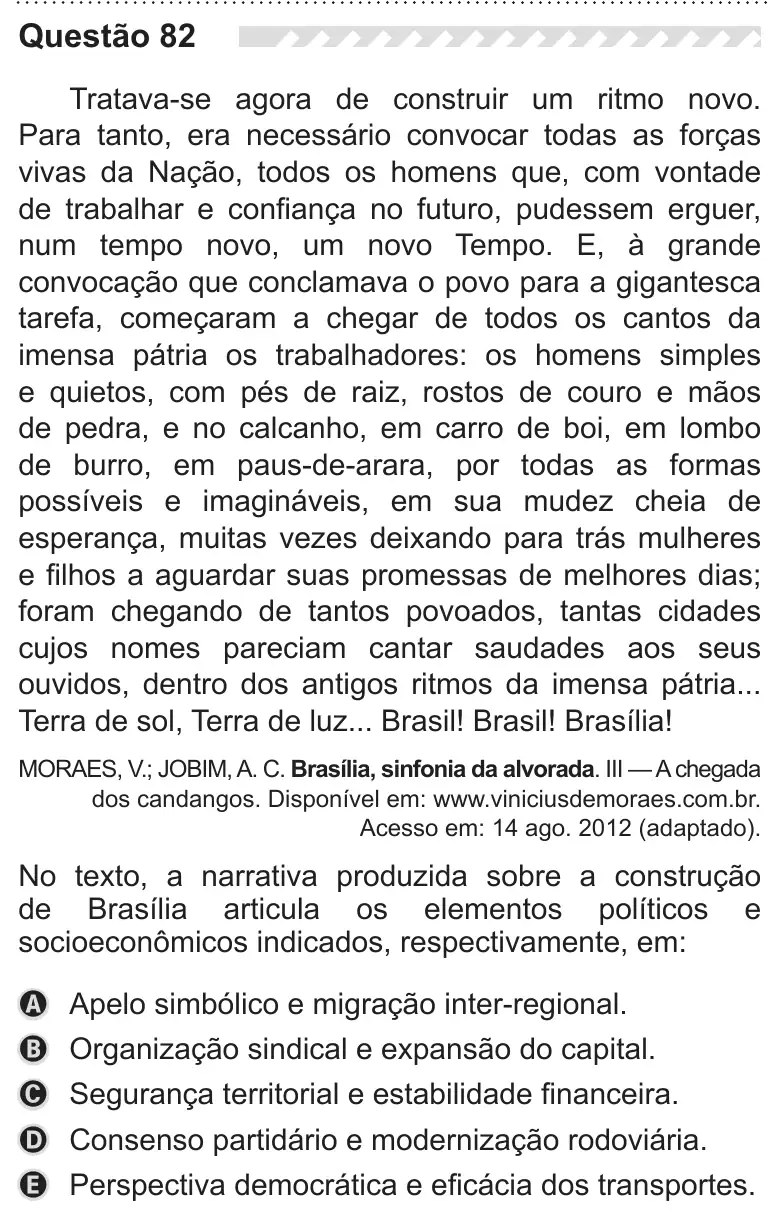 Questão 82
Tratava-se agora de construir um ritmo novo.
Para tanto, era necessário convocar todas as forças
vivas da Nação, todos os homens que, com vontade
de trabalhar e confiança no futuro, pudessem erguer,
num tempo novo, um novo Tempo. E, à grande
convocação que conclamava o povo para a gigantesca
tarefa, começaram a chegar de todos os cantos da
imensa pátria os trabalhadores: os homens simples
e quietos, com pés de raiz, rostos de couro e mãos
de pedra, e no calcanho, em carro de boi, em lombo
de burro, em paus-de-arara, por todas as formas
possíveis e imagináveis, em sua mudez cheia de
esperança, muitas vezes deixando para trás mulheres
e filhos a aguardar suas promessas de melhores dias;
foram chegando de tantos povoados, tantas cidades
cujos nomes pareciam cantar saudades aos seus
ouvidos, dentro dos antigos ritmos da imensa pátria...
Terra de sol, Terra de luz... Brasil! Brasil! Brasília!
MORAES, V.; JOBIM, A. C. Brasília, sinfonia da alvorada. III — A chegada
dos candangos. Disponível em: www.viniciusdemoraes.com.br.
Acesso em: 14 ago. 2012 (adaptado).
No texto, a narrativa produzida sobre a construção
de Brasília articula os elementos políticos e
socioeconômicos indicados, respectivamente, em:
A Apelo simbólico e migração inter-regional.
B Organização sindical e expansão do capital.
C Segurança territorial e estabilidade financeira.
D Consenso partidário e modernização rodoviária.
E Perspectiva democrática e eficácia dos transportes.